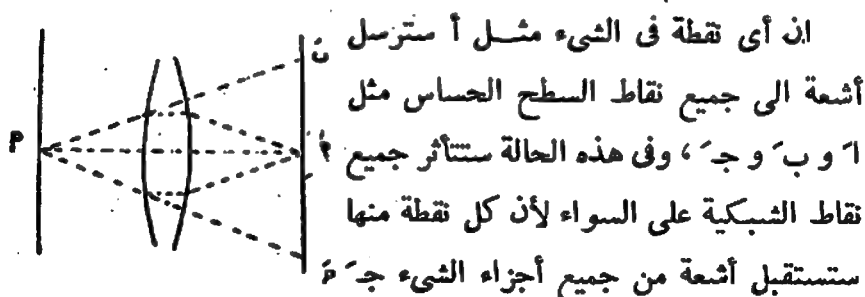 ان أى نقطة فى الشىء مثل أ سترسل
أشعة الى جميع نقاط السطح الحساس مثل
اَ و بَ و جـَ ، وفى هذه الحالة ستتأثر جميع
نقاط الشبكية على السواء لأن كل نقطة منها
ستستقبل أشعة من جميع أجزاء الشىء جـَ